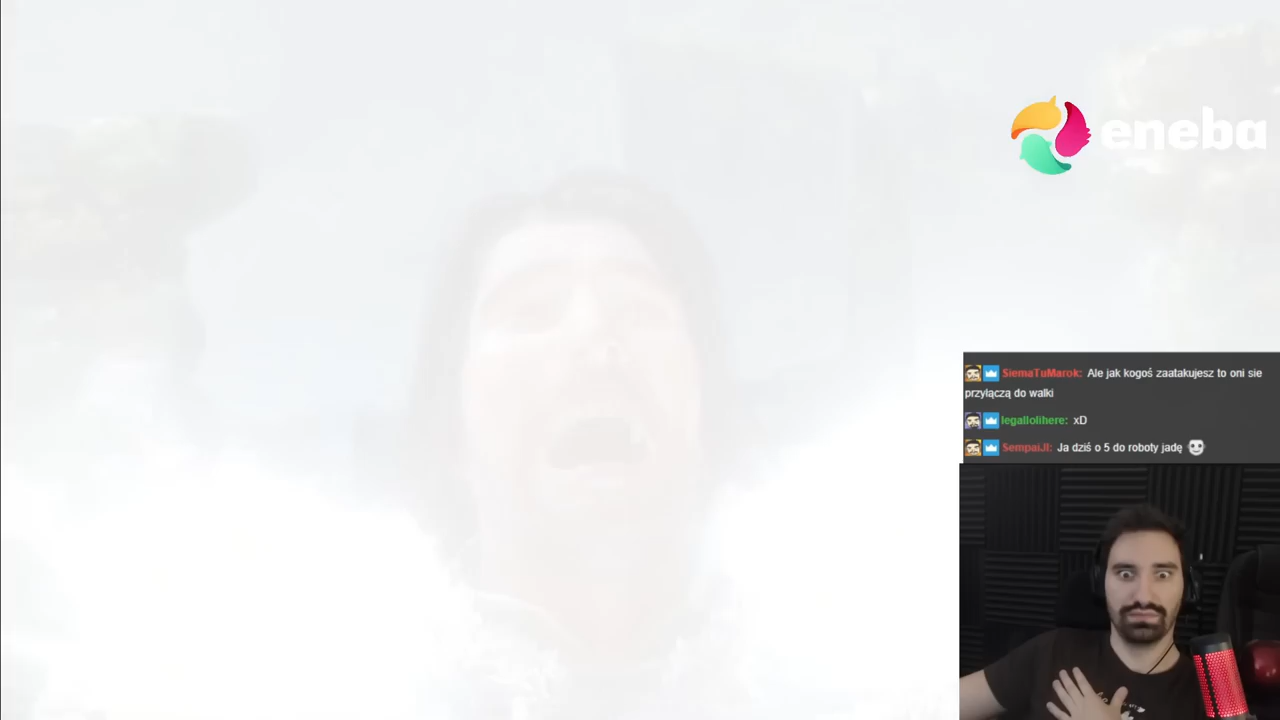 eneba
SiemaTuMarok: Ale jak kogoś zaatakujesz to oni sie
przyłączą do walki
legallolihere: xD
SempaiJI: Ja dziś o 5 do roboty jadę